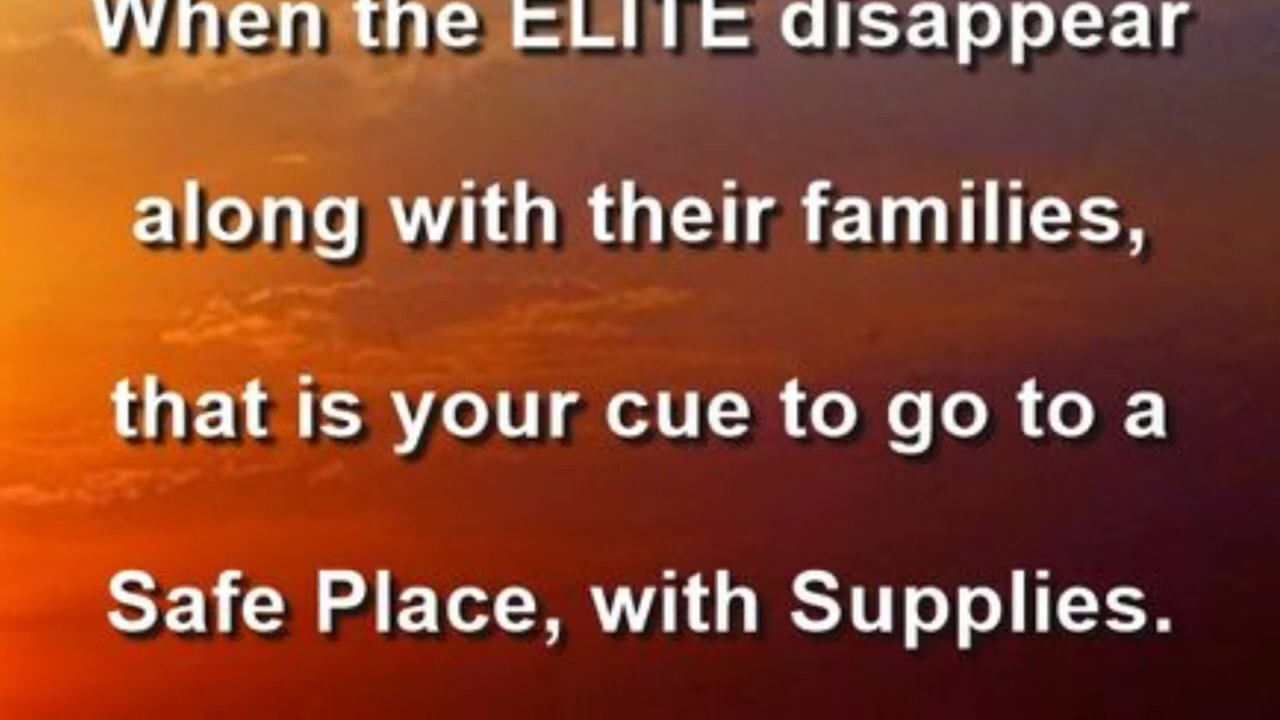 When the ELITE disappear
along with their families,
that is your cue to go to a
Safe Place, with Supplies.